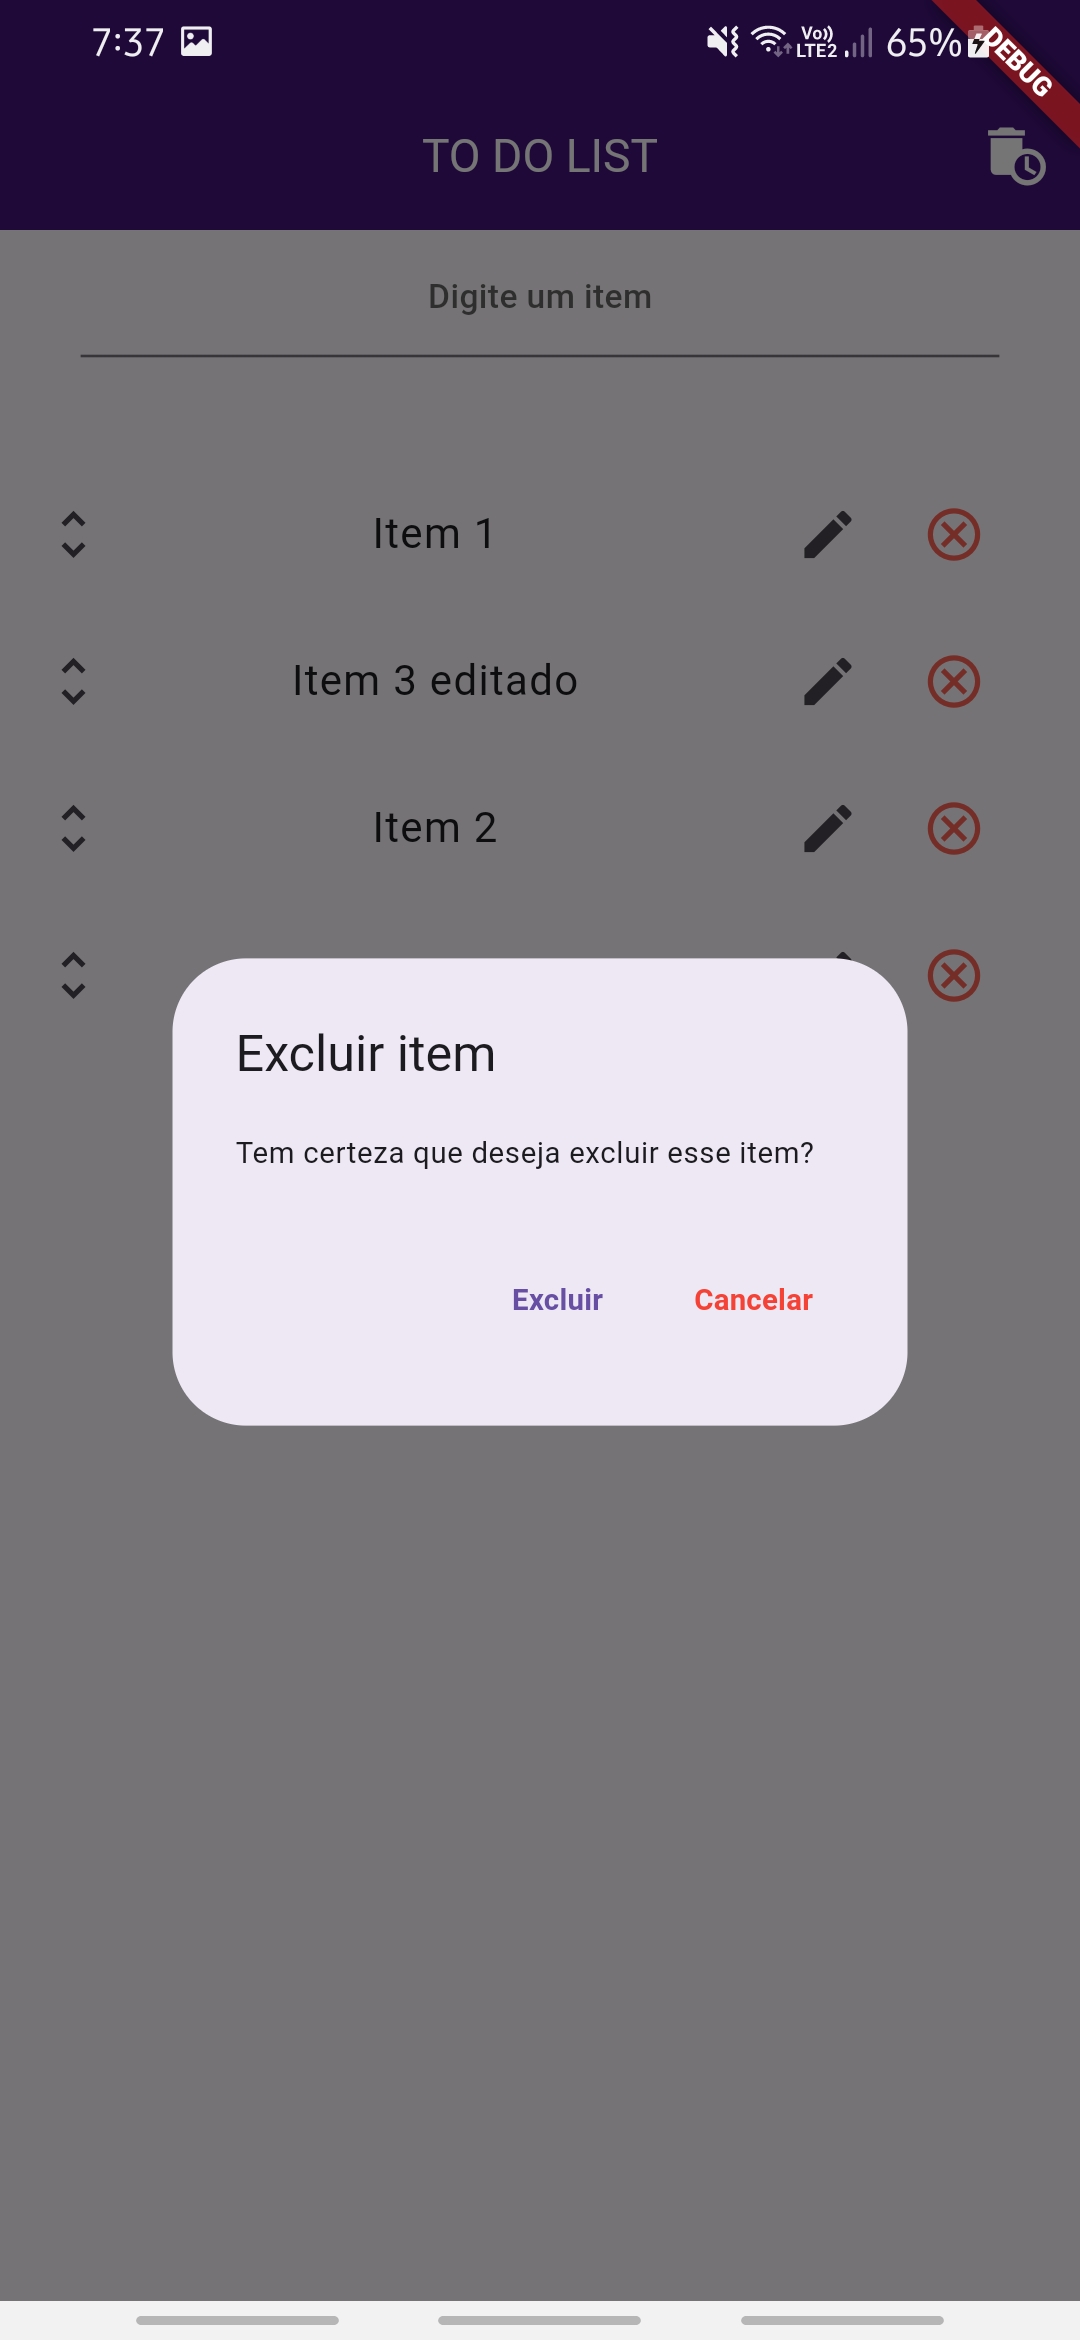 7:37
Vo)) LTE2 65%
DEBUG
TO DO LIST
Digite um item
Item 1
Item 3 editado
Item 2
Excluir item
Tem certeza que deseja excluir esse item?
Excluir Cancelar